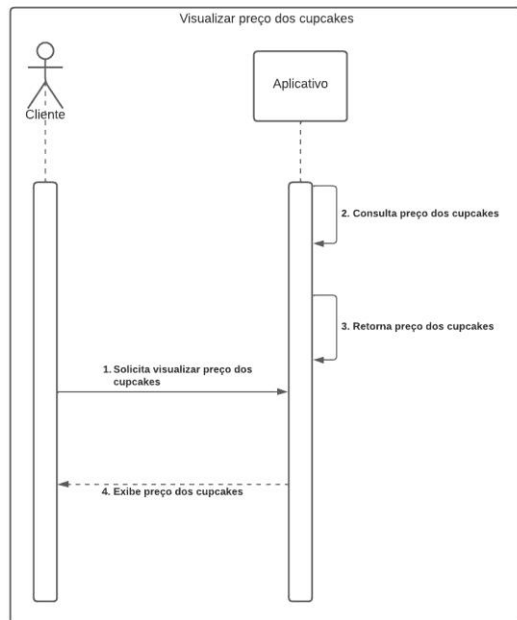 Visualizar preço dos cupcakes
Cliente
Aplicativo
2. Consulta preço dos cupcakes
3. Retorna preço dos cupcakes
1. Solicita visualizar preço dos
cupcakes
4. Exibe preço dos cupcakes